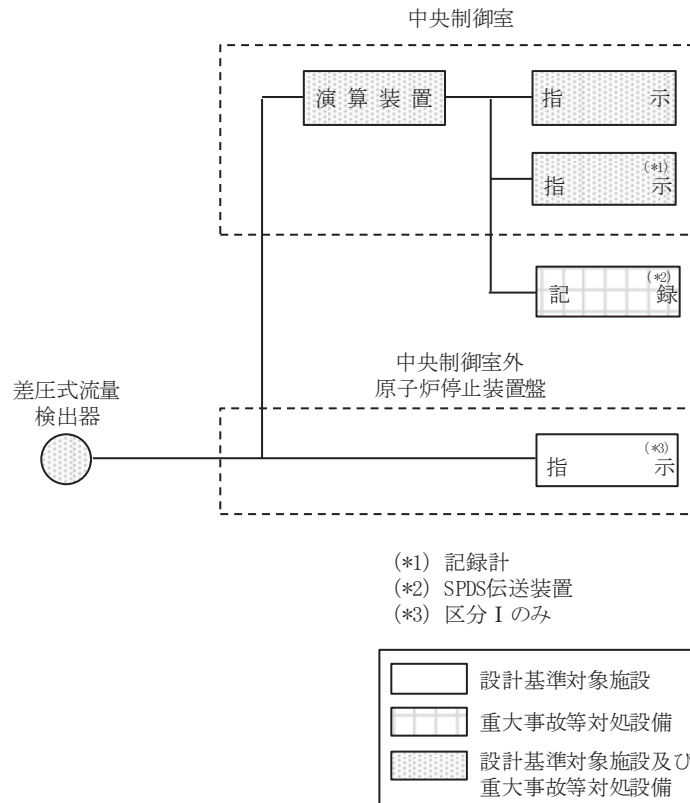 中央制御室
演算装置
指示
(*1)
指示
(*2)
記録
中央制御室外
原子炉停止装置盤
差圧式流量
検出器
(*3)
指示
(*1) 記録計
(*2) SPDS伝送装置
(*3) 区分Ⅰのみ
設計基準対象施設
重大事故等対処設備
設計基準対象施設及び
重大事故等対処設備